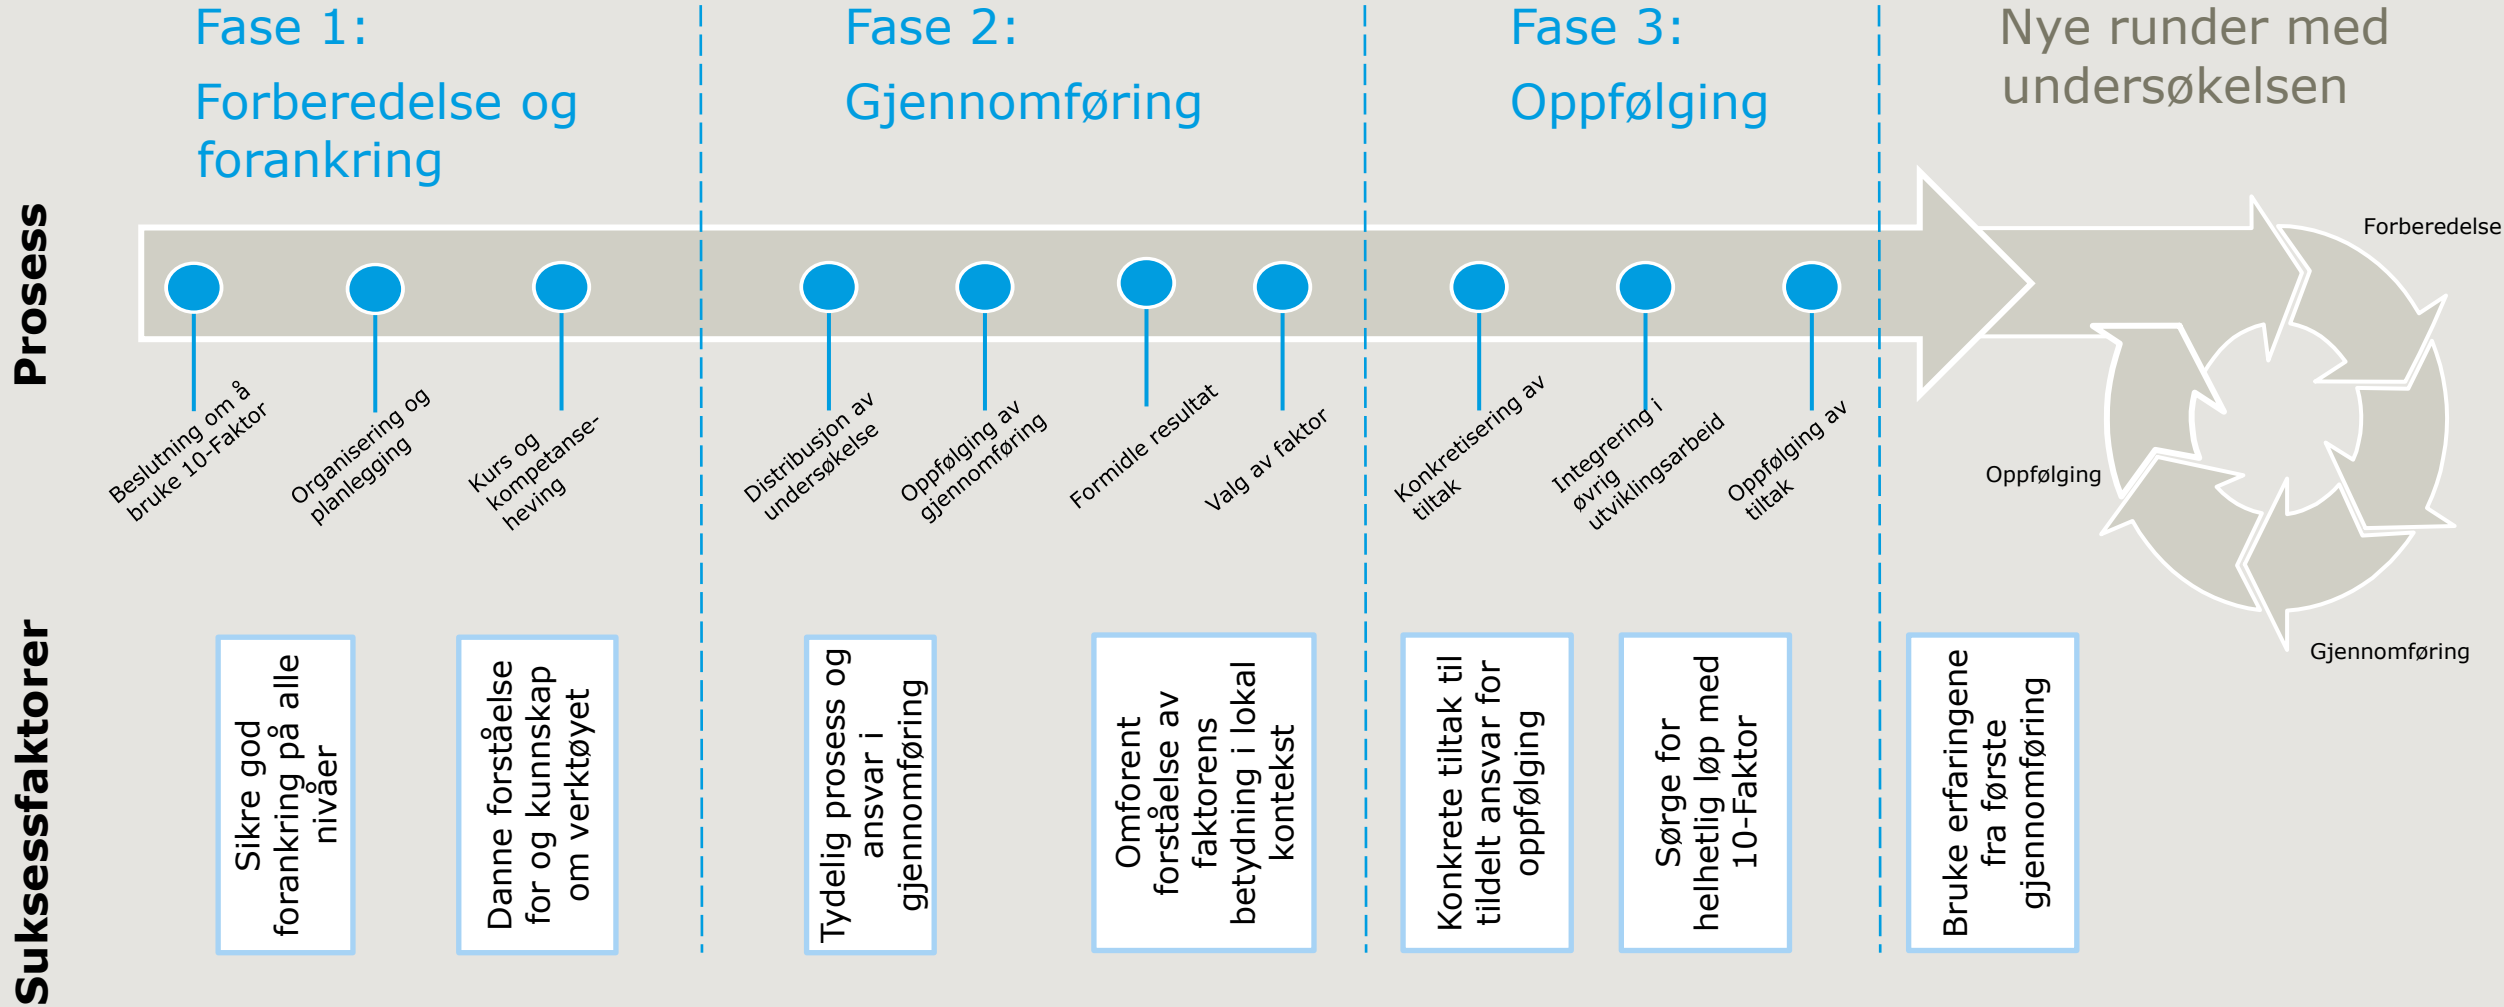 Fase 1:
Forberedelse og
forankring
Fase 2:
Gjennomføring
Fase 3:
Oppfølging
Nye runder med
undersøkelsen
Prosess
Beslutning om å
bruke 10-Faktor
Organisering og
planlegging
Kurs og
kompetanse-
heving
Distribusjon av
undersøkelse
Oppfølging av
gjennomføring
Formidle resultat
Valg av faktor
Konkretisering av
tiltak
Integrering i
øvrig
utviklingsarbeid
Oppfølging av
tiltak
Forberedelse
Oppfølging
Gjennomføring
Suksessfaktorer
Sikre god
forankring på alle
nivåer
Danne forståelse
for og kunnskap
om verktøyet
Tydelig prosess og
ansvar i
gjennomføring
Omforent
forståelse av
faktorens
betydning i lokal
kontekst
Konkrete tiltak til
tildelt ansvar for
oppfølging
Sørge for
helhetlig løp med
10-Faktor
Bruke erfaringene
fra første
gjennomføring